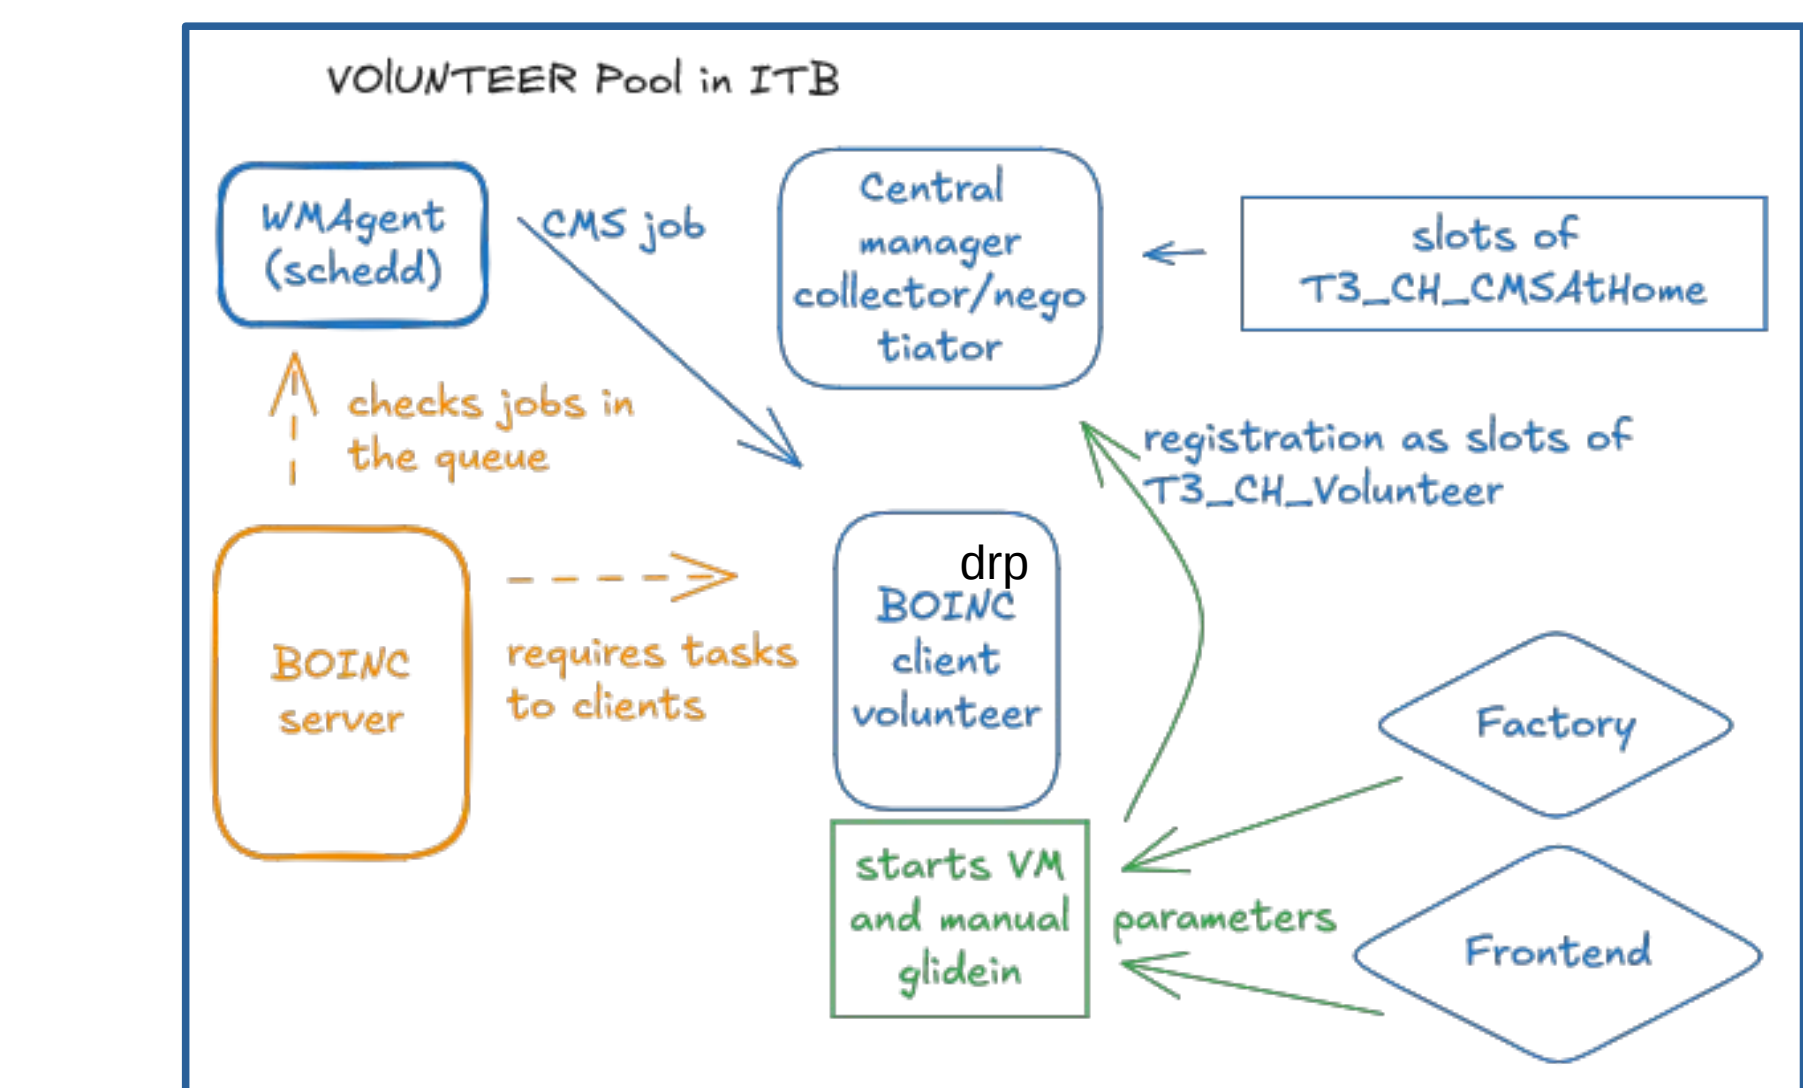 VOlUNTEER Pool in ITB
WMAgent
(schedd)
CMS job
Central
manager
collector/nego
tiator
slots of
T3_CH_CMSAtHome
checks jobs in
the queue
registration as slots of
T3_CH_Volunteer
BOINC
server
requires tasks
to clients
drp
BOINC
client
volunteer
Factory
starts VM
and manual
glidein
parameters
Frontend